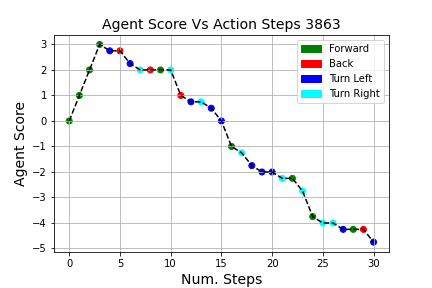 Agent Score Vs Action Steps 3863
Forward
Back
Turn Left
Turn Right
Agent Score
3
2
1
0
−1
−2
−3
−4
−5
0 5 10 15 20 25 30
Num. Steps